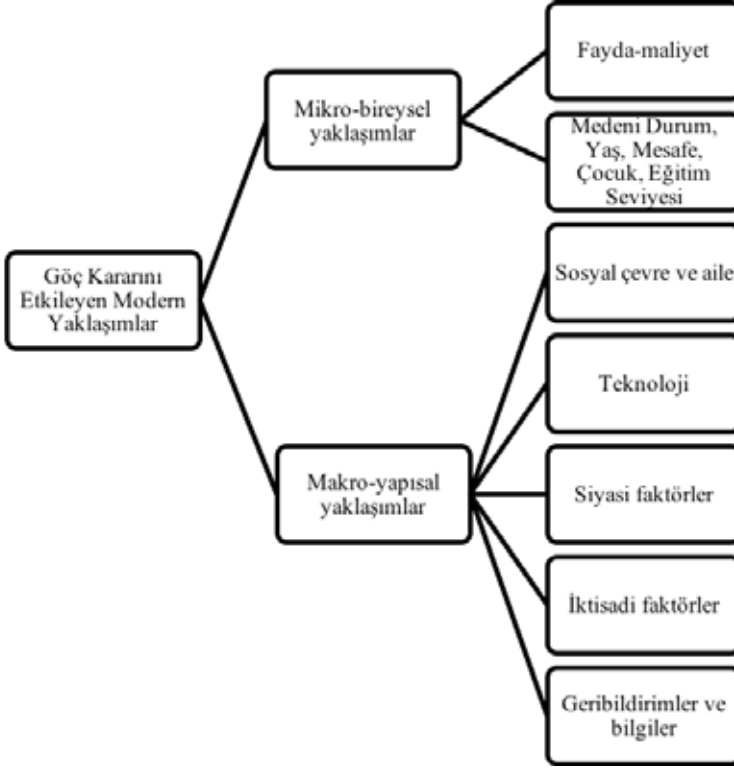 Göç Kararını
Etkileyen Modern
Yaklaşımlar
Mikro-bireysel
yaklaşımlar
Fayda-maliyet
Medeni Durum,
Yaş, Mesafe,
Çocuk, Eğitim
Seviyesi
Makro-yapısal
yaklaşımlar
Sosyal çevre ve aile
Teknoloji
Siyasi faktörler
İktisadi faktörler
Geribildirimler ve
bilgiler